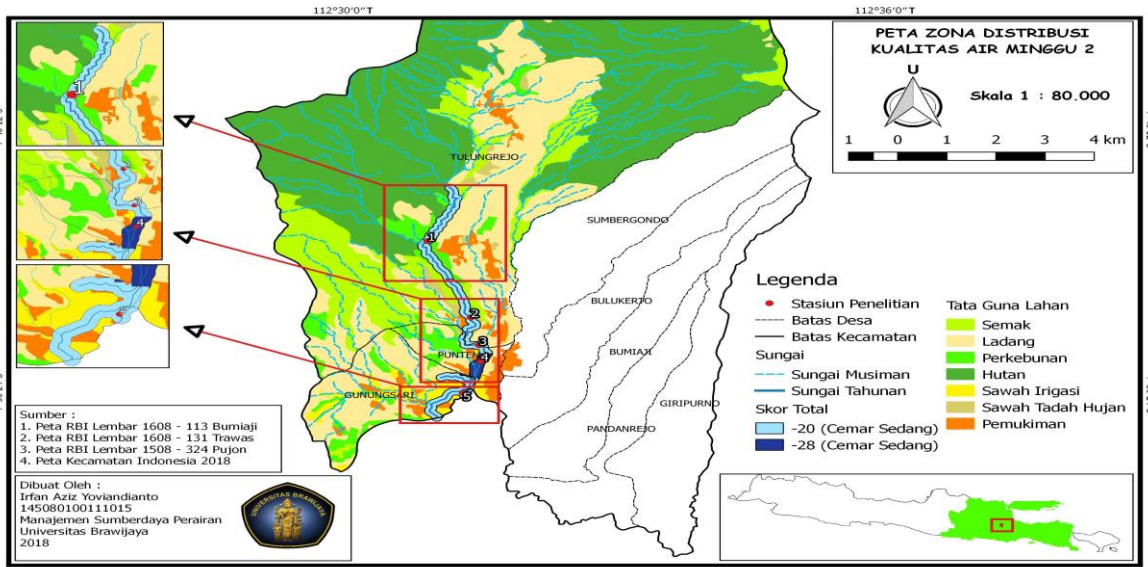 112°30'0"T
112°36'0"T
PETA ZONA DISTRIBUSI
KUALITAS AIR MINGGU 2
U
Skala 1 : 80.000
1 0 1 2 3 4 km
1
2
3
4
5
1
4
TULUNGREJO
SUMBERGONDO
BULUKERTO
BUMIAJI
GIRIPURNO
PANDANREJO
GUNUNGSARI
Legenda
Stasiun Penelitian
Batas Desa
Batas Kecamatan
Sungai
Sungai Musiman
Sungai Tahunan
Skor Total
-20 (Cemar Sedang)
-28 (Cemar Sedang)
Tata Guna Lahan
Semak
Ladang
Perkebunan
Hutan
Sawah Irigasi
Sawah Tadah Hujan
Pemukiman
Sumber :
1. Peta RBI Lembar 1608 - 113 Bumiaji
2. Peta RBI Lembar 1608 - 131 Trawas
3. Peta RBI Lembar 1508 - 324 Pujon
4. Peta Kecamatan Indonesia 2018
Dibuat Oleh :
Irfan Aziz Yoviandianto
145080100111015
Manajemen Sumberdaya Perairan
Universitas Brawijaya
2018
UNIVERSITAS BRAWIJAYA